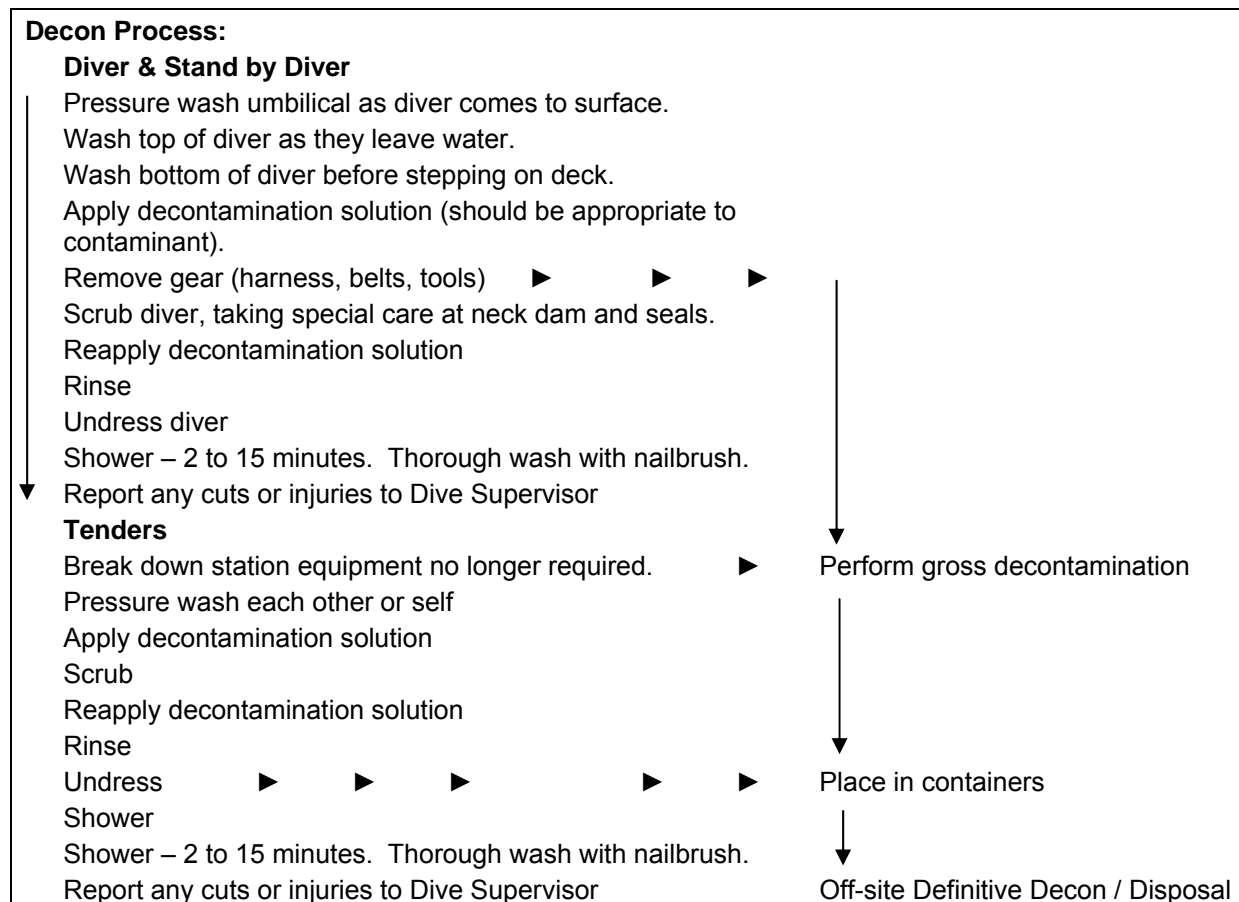 Decon Process:
Diver & Stand by Diver
Pressure wash umbilical as diver comes to surface.
Wash top of diver as they leave water.
Wash bottom of diver before stepping on deck.
Apply decontamination solution (should be appropriate to
contaminant).
Remove gear (harness, belts, tools) ► ► ►
Scrub diver, taking special care at neck dam and seals.
Reapply decontamination solution
Rinse
Undress diver
Shower – 2 to 15 minutes. Thorough wash with nailbrush.
Report any cuts or injuries to Dive Supervisor
Tenders
Break down station equipment no longer required. ► Perform gross decontamination
Pressure wash each other or self
Apply decontamination solution
Scrub
Reapply decontamination solution
Rinse
Undress ► ► ► ► ► Place in containers
Shower
Shower – 2 to 15 minutes. Thorough wash with nailbrush.
Report any cuts or injuries to Dive Supervisor Off-site Definitive Decon / Disposal